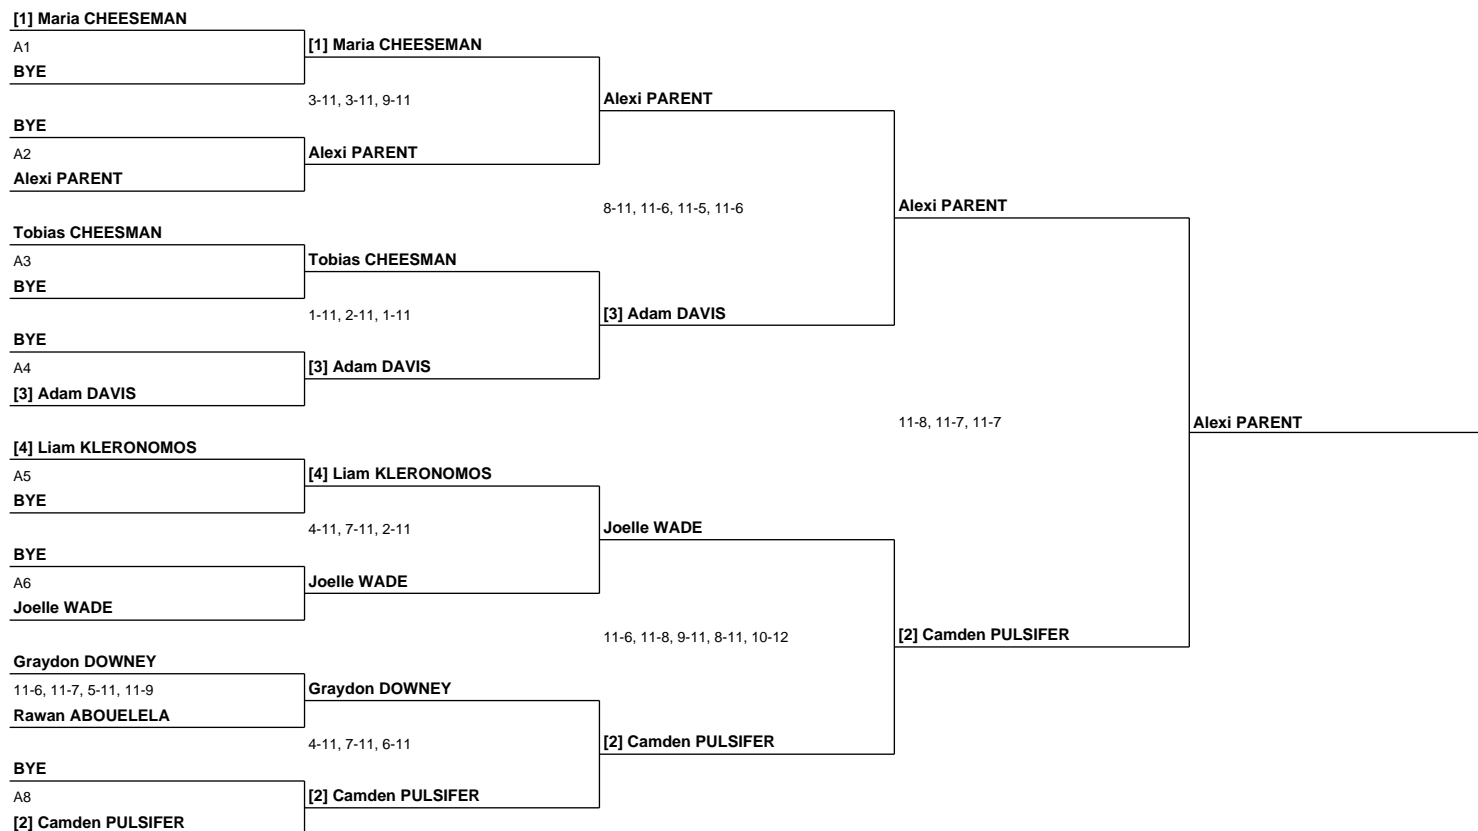 [1] Maria CHEESEMAN
A1
BYE
BYE
A2
Alexi PARENT
Tobias CHEESMAN
A3
BYE
BYE
A4
[3] Adam DAVIS
[4] Liam KLERONOMOS
A5
BYE
BYE
A6
Joelle WADE
Graydon DOWNEY
11-6, 11-7, 5-11, 11-9
Rawan ABOUELELA
BYE
A8
[2] Camden PULSIFER
[1] Maria CHEESEMAN
3-11, 3-11, 9-11
Alexi PARENT
Tobias CHEESMAN
1-11, 2-11, 1-11
[3] Adam DAVIS
[4] Liam KLERONOMOS
4-11, 7-11, 2-11
Joelle WADE
Graydon DOWNEY
4-11, 7-11, 6-11
[2] Camden PULSIFER
Alexi PARENT
8-11, 11-6, 11-5, 11-6
[3] Adam DAVIS
Joelle WADE
11-6, 11-8, 9-11, 8-11, 10-12
[2] Camden PULSIFER
Alexi PARENT
11-8, 11-7, 11-7
[2] Camden PULSIFER
Alexi PARENT